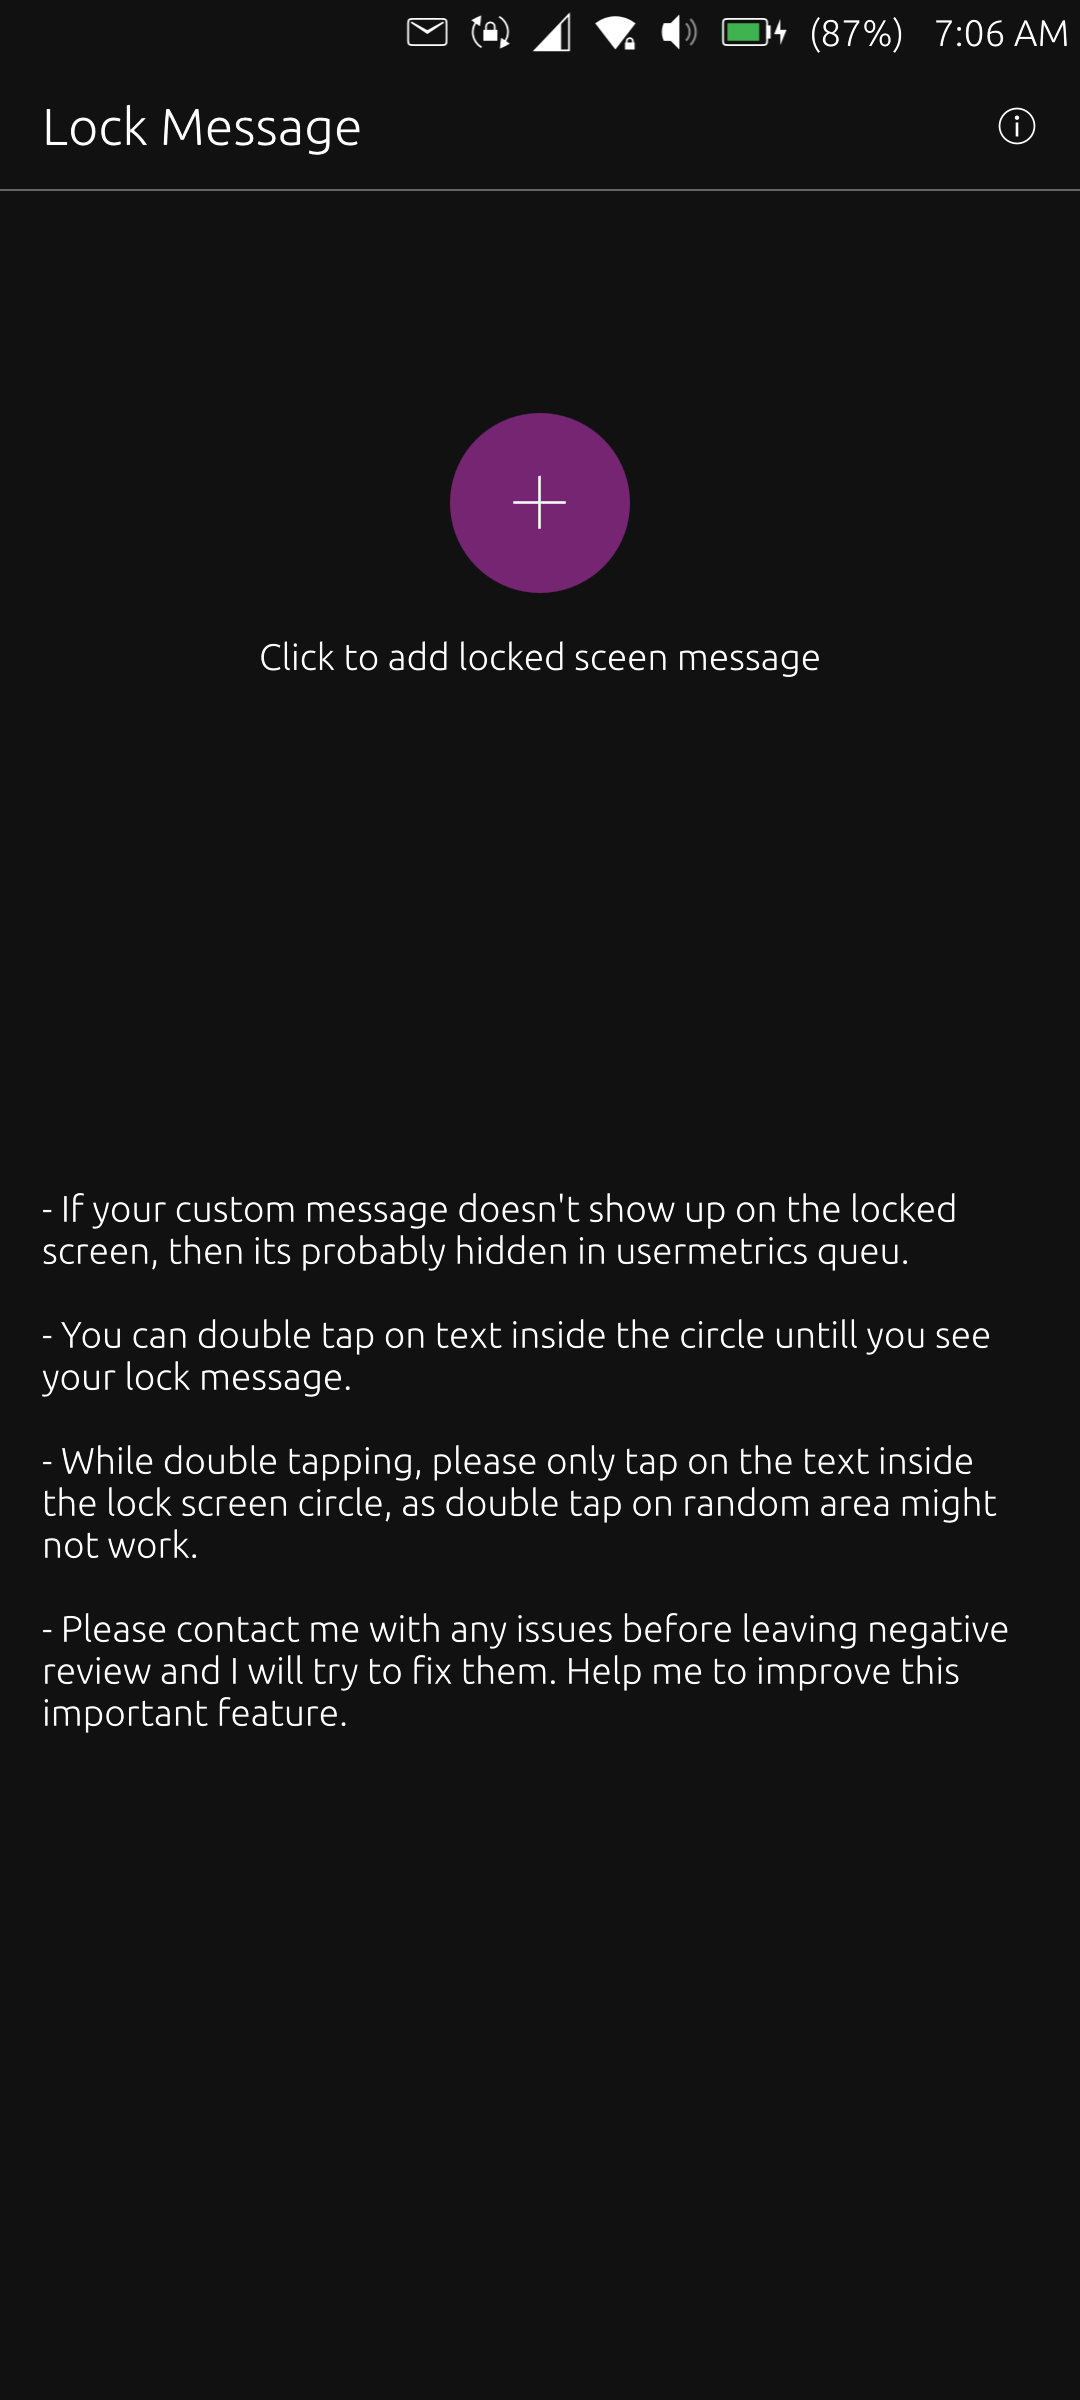 (87%) 7:06 AM
Lock Message
Click to add locked sceen message
- If your custom message doesn't show up on the locked
screen, then its probably hidden in usermetrics queu.
- You can double tap on text inside the circle untill you see
your lock message.
- While double tapping, please only tap on the text inside
the lock screen circle, as double tap on random area might
not work.
- Please contact me with any issues before leaving negative
review and I will try to fix them. Help me to improve this
important feature.